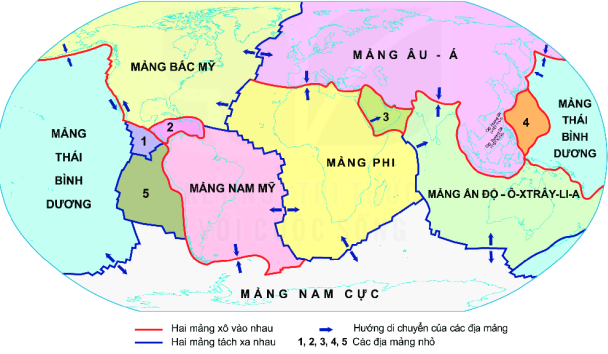 MẢNG BẮC MỸ
MẢNG ÂU - Á
MẢNG
THÁI
BÌNH
DƯƠNG
1
2
3
4
5
MẢNG NAM MỸ
MẢNG PHI
MẢNG
THÁI
BÌNH
DƯƠNG
MẢNG ẤN ĐỘ - Ô-XTRÂY-LI-A
MẢNG NAM CỰC
Hai mảng xô vào nhau
Hướng di chuyển của các địa mảng
Hai mảng tách xa nhau
1, 2, 3, 4, 5 Các địa mảng nhỏ